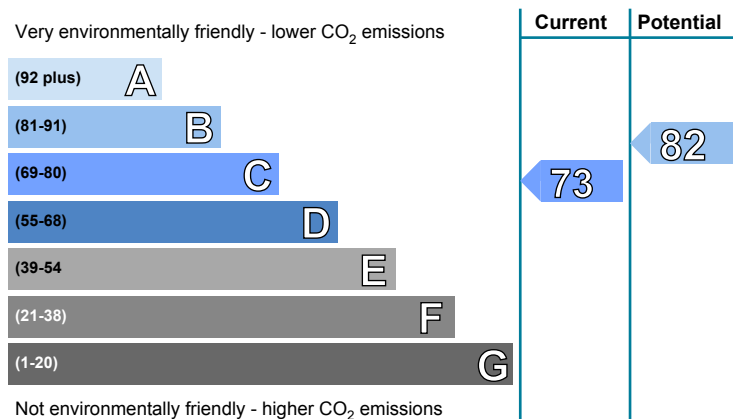 Very environmentally friendly - lower CO₂ emissions
Current
Potential
(92 plus) A
(81-91) B
(69-80) C
(55-68) D
(39-54 E
(21-38) F
(1-20) G
73
82
Not environmentally friendly - higher CO₂ emissions